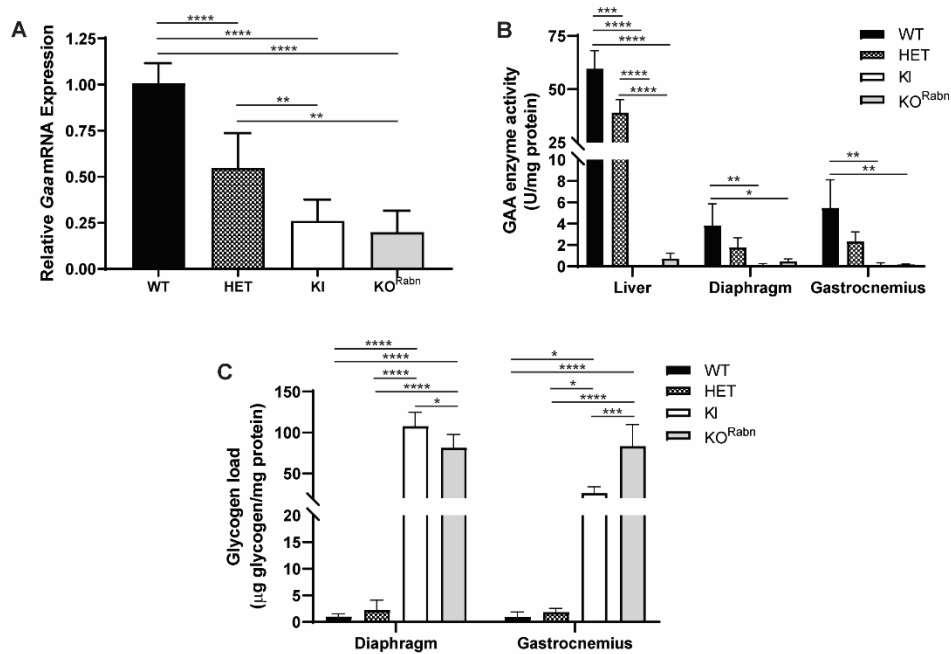 A
Relative Gaa mRNA Expression
1.25
1.00
0.75
0.50
0.25
0.00
****
****
****
**
**
WT
HET
KI
KO^Rabn
B
GAA enzyme activity
(U/mg protein)
75
50
25
10
8
6
4
2
0
***
****
****
****
****
**
*
**
**
Liver
Diaphragm
Gastrocnemius
WT
HET
KI
KO^Rabn
C
Glycogen load
(µg glycogen/mg protein)
150
100
50
20
15
10
5
0
****
****
****
****
*
*
****
*
****
***
Diaphragm
Gastrocnemius
WT
HET
KI
KO^Rabn